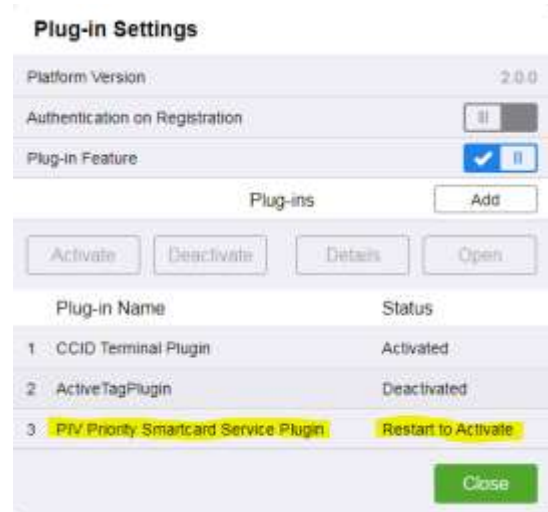 Plug-in Settings
Platform Version 2.0.0
Authentication on Registration
Plug-in Feature
Plug-ins Add
Activate Deactivate Details Open
Plug-in Name Status
1 CCID Terminal Plugin Activated
2 ActiveTagPlugin Deactivated
3 PIV Priority Smartcard Service Plugin Restart to Activate
Close